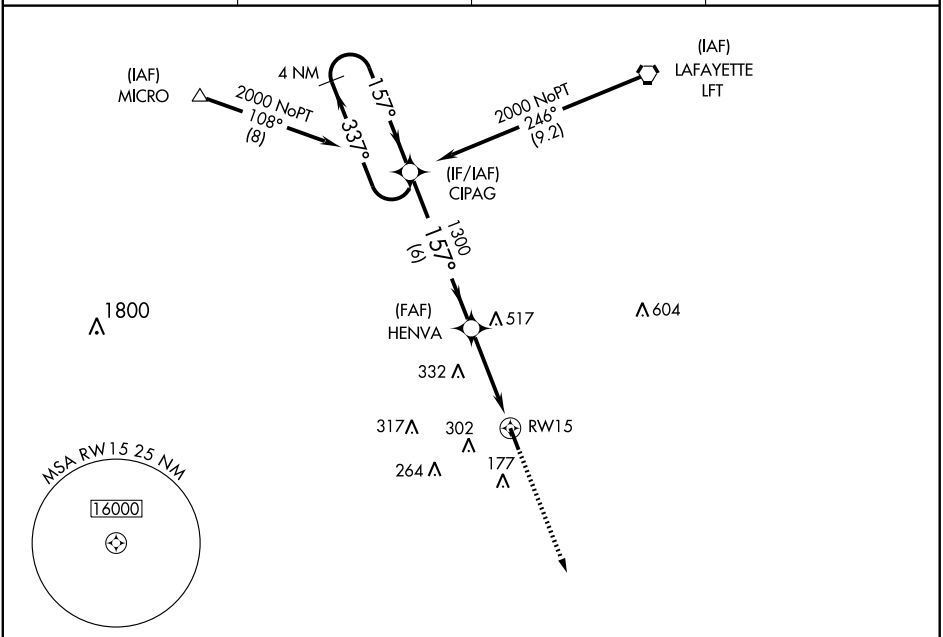 (IAF)
MICRO
2000 NoPT
108°
(8)
4 NM
157°
337°
(IAF)
LAFAYETTE
LFT
2000 NoPT
246°
(9.2)
(IF/IAF)
CIPAG
1300
157°
(6)
1800
(FAF)
HENVA
517
604
332
317
302
RW15
264
177
MSA RW15 25 NM
16000